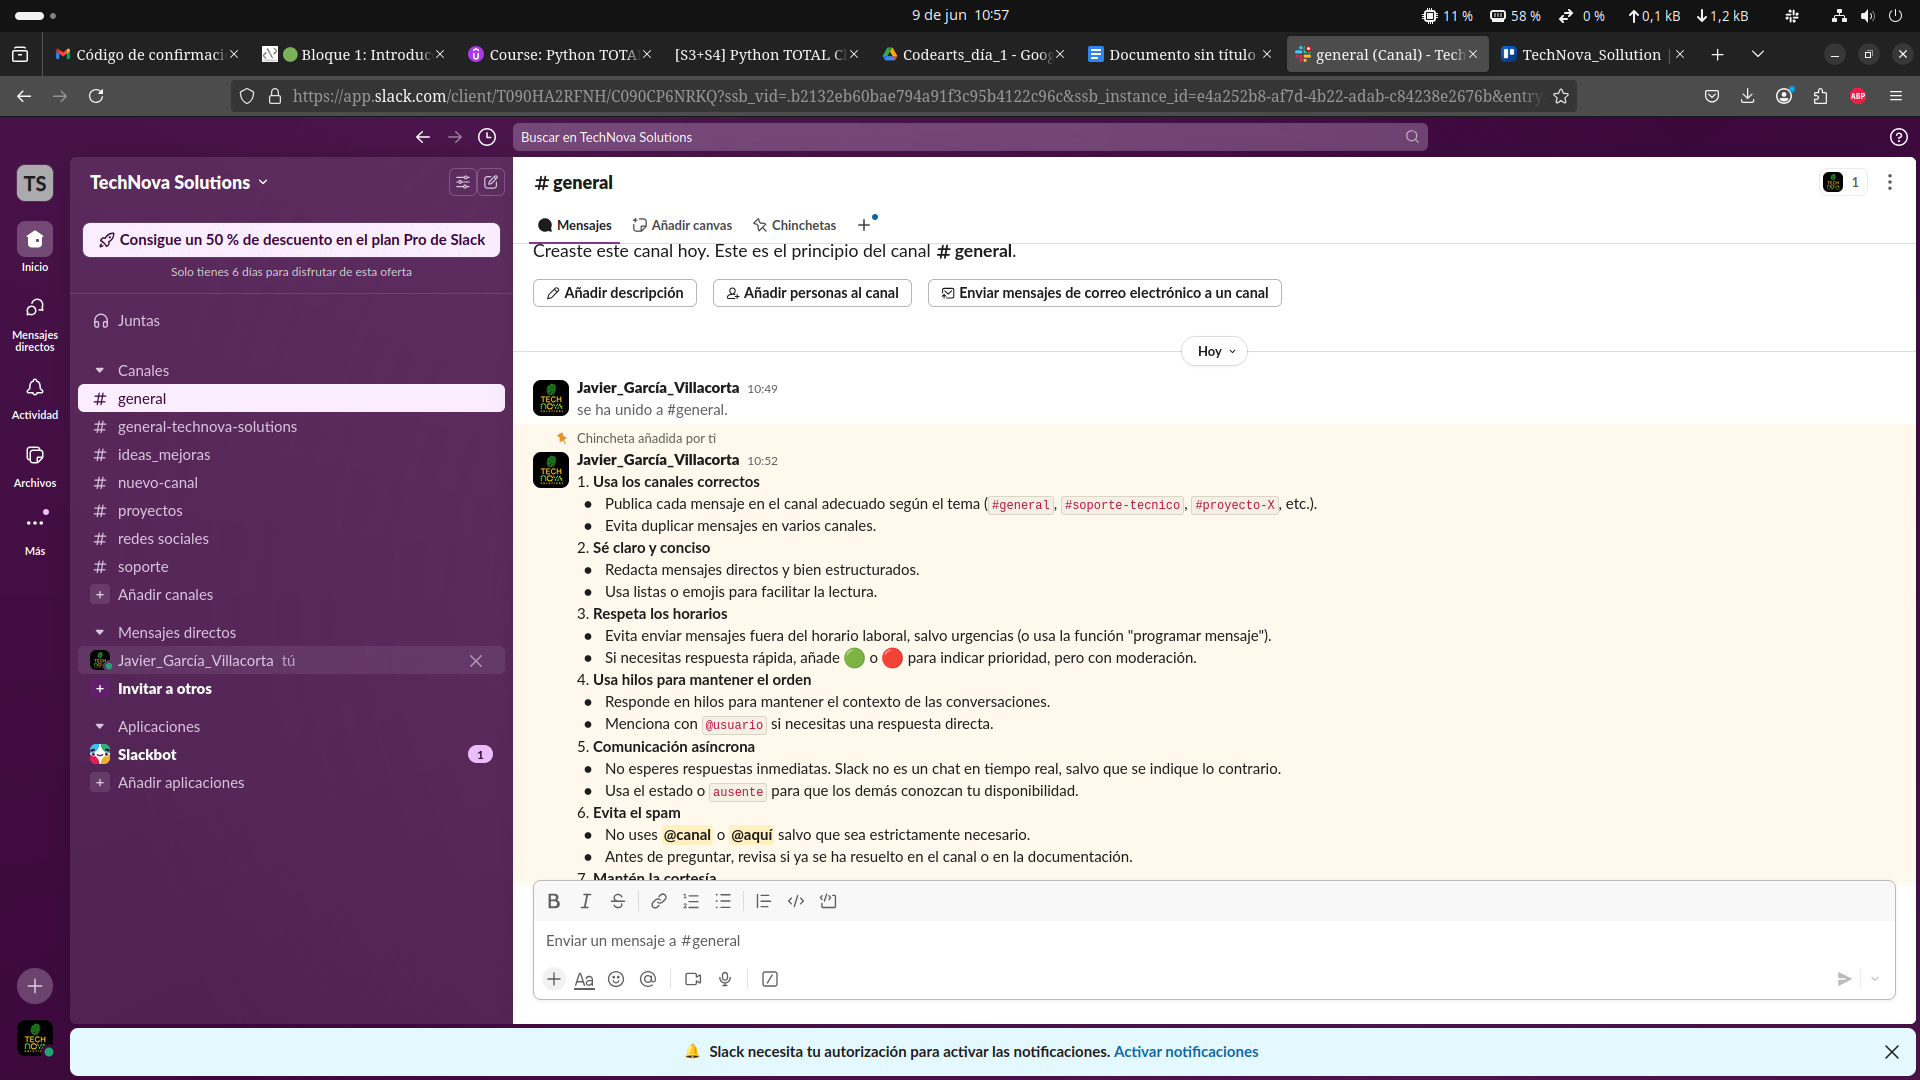 9 de jun 10:57
11 %
58 %
0 %
0,1 kB
1,2 kB
Código de confirmaci
Bloque 1: Introduc
Course: Python TOTA
[S3+S4] Python TOTAL C
Codearts_día_1 - Goog
Documento sin título
general (Canal) - Tech
TechNova_Sollution |
https://app.slack.com/client/T090HA2RFNH/C090CP6NRKQ?ssb_vid=.b2132eb60bae794a91f3c95b4122c96c&ssb_instance_id=e4a252b8-af7d-4b22-adab-c84238e2676b&entry
ABP
Buscar en TechNova Solutions
TS
Inicio
Mensajes
directos
Actividad
Archivos
Más
TechNova Solutions
Consigue un 50 % de descuento en el plan Pro de Slack
Solo tienes 6 días para disfrutar de esta oferta
Juntas
Canales
# general
# general-technova-solutions
# ideas_mejoras
# nuevo-canal
# proyectos
# redes sociales
# soporte
+ Añadir canales
Mensajes directos
Javier_García_Villacorta tú
+ Invitar a otros
Aplicaciones
Slackbot 1
+ Añadir aplicaciones
# general
1
Mensajes
Añadir canvas
Chinchetas
Creaste este canal hoy. Este es el principio del canal # general.
Añadir descripción
Añadir personas al canal
Enviar mensajes de correo electrónico a un canal
Hoy
Javier_García_Villacorta 10:49
se ha unido a #general.
Chincheta añadida por ti
Javier_García_Villacorta 10:52
1. Usa los canales correctos
• Publica cada mensaje en el canal adecuado según el tema (#general, #soporte-tecnico, #proyecto-X, etc.).
• Evita duplicar mensajes en varios canales.
2. Sé claro y conciso
• Redacta mensajes directos y bien estructurados.
• Usa listas o emojis para facilitar la lectura.
3. Respeta los horarios
• Evita enviar mensajes fuera del horario laboral, salvo urgencias (o usa la función "programar mensaje").
• Si necesitas respuesta rápida, añade 🟢 o 🔴 para indicar prioridad, pero con moderación.
4. Usa hilos para mantener el orden
• Responde en hilos para mantener el contexto de las conversaciones.
• Menciona con @usuario si necesitas una respuesta directa.
5. Comunicación asíncrona
• No esperes respuestas inmediatas. Slack no es un chat en tiempo real, salvo que se indique lo contrario.
• Usa el estado o ausente para que los demás conozcan tu disponibilidad.
6. Evita el spam
• No uses @canal o @aquí salvo que sea estrictamente necesario.
• Antes de preguntar, revisa si ya se ha resuelto en el canal o en la documentación.
7. Mantén la cortesía
Enviar un mensaje a #general
Aa
TECH
NOVA
Slack necesita tu autorización para activar las notificaciones. Activar notificaciones